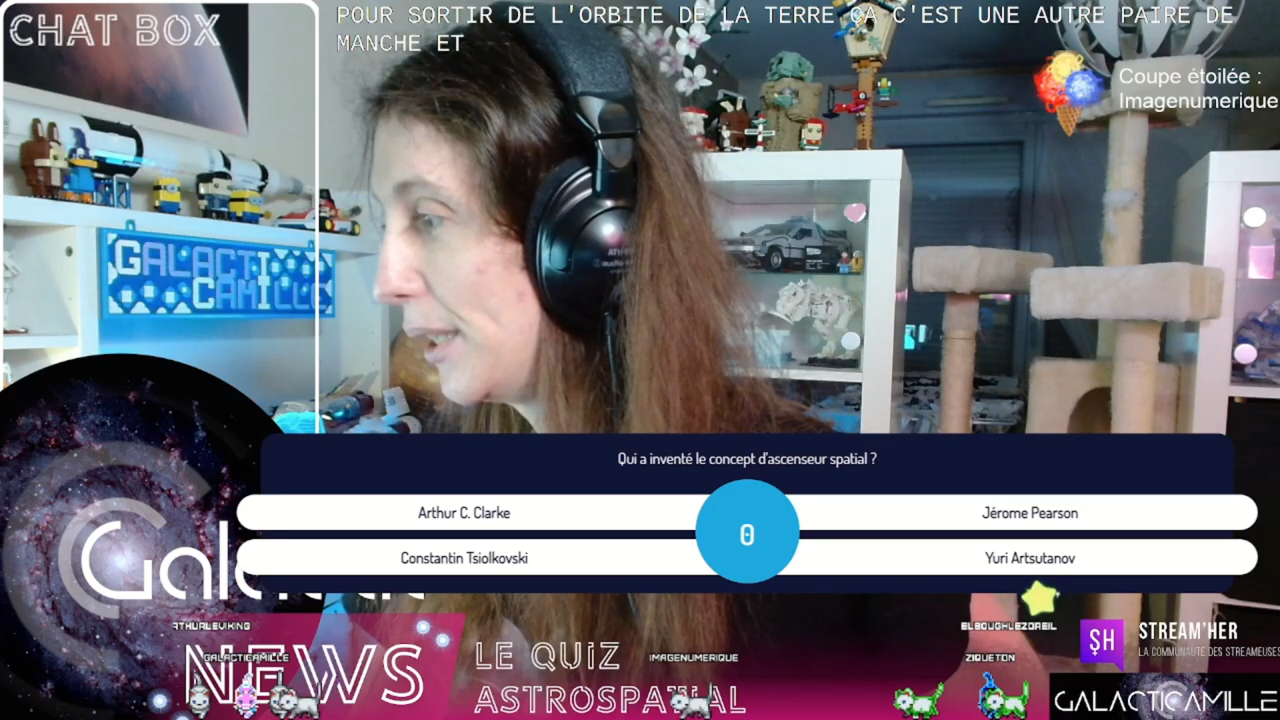 CHAT BOX
POUR SORTIR DE L'ORBITE DE LA TERRE ÇA C'EST UNE AUTRE PAIRE DE
MANCHE ET
Coupe étoilée :
Imagenumerique
GALACTI
CAMILLE
Qui a inventé le concept d'ascenseur spatial ?
Arthur C. Clarke
Jérome Pearson
0
Constantin Tsiolkovski
Yuri Artsutanov
ARTHURLEVIKING
ELBOUGHLEZOREIL
GALACTICAMILLE
IMAGENUMERIQUE
ZIQUETON
NEWS
LE QUIZ
ASTROSPATIAL
SH
STREAM'HER
LA COMMUNAUTÉ DES STREAMEUSES
GALACTICAMILLE